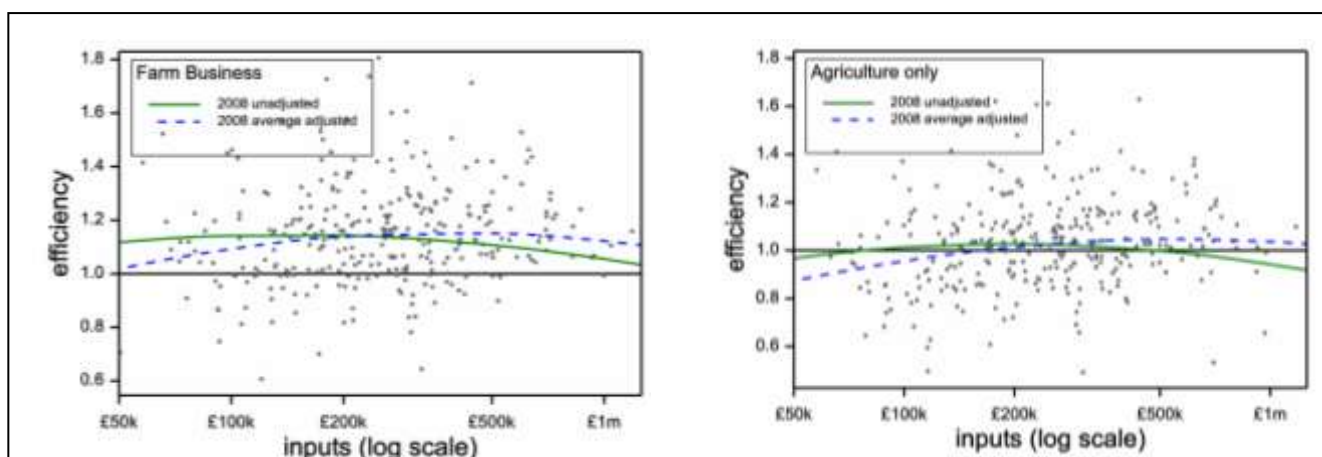 Farm Business
2008 unadjusted
2008 average adjusted
efficiency
1.8
1.6
1.4
1.2
1.0
0.8
0.6
£50k
£100k
£200k
£500k
£1m
inputs (log scale)
Agriculture only
2008 unadjusted
2008 average adjusted
efficiency
1.8
1.6
1.4
1.2
1.0
0.8
0.6
£50k
£100k
£200k
£500k
£1m
inputs (log scale)